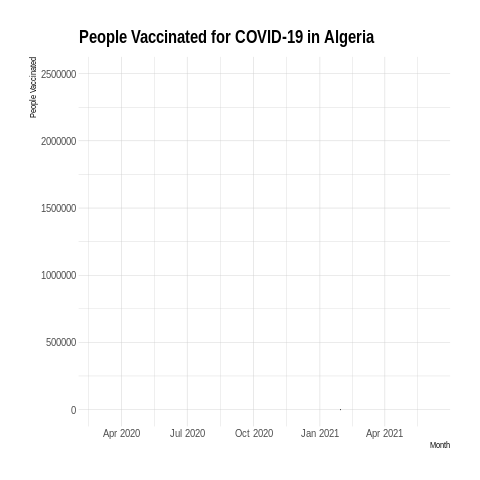 People Vaccinated for COVID-19 in Algeria
People Vaccinated
2500000
2000000
1500000
1000000
500000
0
Apr 2020 Jul 2020 Oct 2020 Jan 2021 Apr 2021
Month